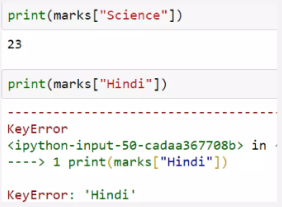 print(marks["Science"])
23
print(marks["Hindi"])
---------------------------------
KeyError
<ipython-input-50-cadaa367708b> in
----> 1 print(marks["Hindi"])
KeyError: 'Hindi'